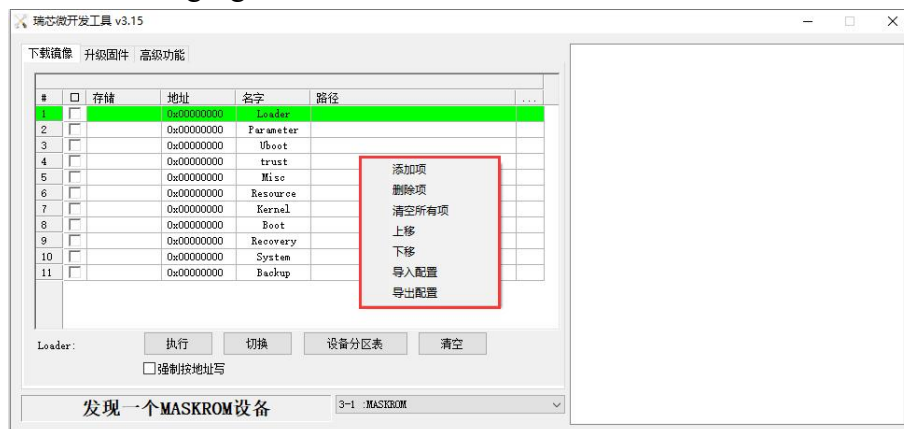 瑞芯微开发工具 v3.15
下载镜像 升级固件 高级功能
# 存储 地址 名字 路径 ...
1 0x00000000 Loader
2 0x00000000 Parameter
3 0x00000000 Uboot
4 0x00000000 trust
5 0x00000000 Misc
6 0x00000000 Resource
7 0x00000000 Kernel
8 0x00000000 Boot
9 0x00000000 Recovery
10 0x00000000 System
11 0x00000000 Backup
添加项
删除项
清空所有项
上移
下移
导入配置
导出配置
Loader: 执行 切换 设备分区表 清空
强制按地址写
发现一个MASKROM设备 3-1 :MASKROM